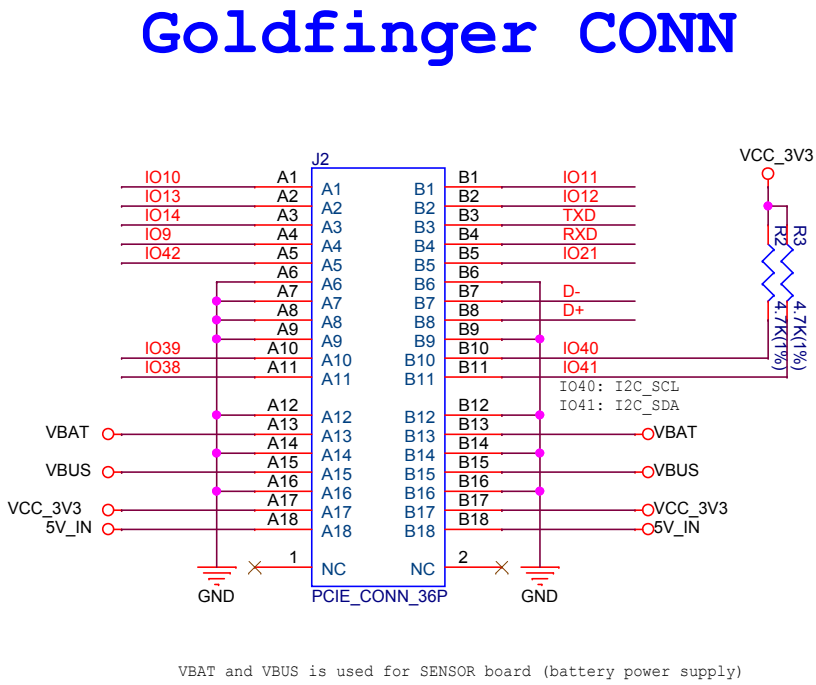 Goldfinger CONN
J2
VCC_3V3
IO10 A1 A1 B1 B1 IO11
IO13 A2 A2 B2 B2 IO12
IO14 A3 A3 B3 B3 TXD
IO9 A4 A4 B4 B4 RXD
IO42 A5 A5 B5 B5 IO21
A6 A6 B6 B6
A7 A7 B7 B7 D-
A8 A8 B8 B8 D+
A9 A9 B9 B9
IO39 A10 A10 B10 B10 IO40
IO38 A11 A11 B11 B11 IO41
R2 4.7K(1%)
R3 4.7K(1%)
IO40: I2C_SCL
IO41: I2C_SDA
A12 A12 B12 B12
VBAT A13 A13 B13 B13 VBAT
A14 A14 B14 B14
VBUS A15 A15 B15 B15 VBUS
A16 A16 B16 B16
VCC_3V3 A17 A17 B17 B17 VCC_3V3
5V_IN A18 A18 B18 B18 5V_IN
1 NC NC 2
GND PCIE_CONN_36P GND
VBAT and VBUS is used for SENSOR board (battery power supply)